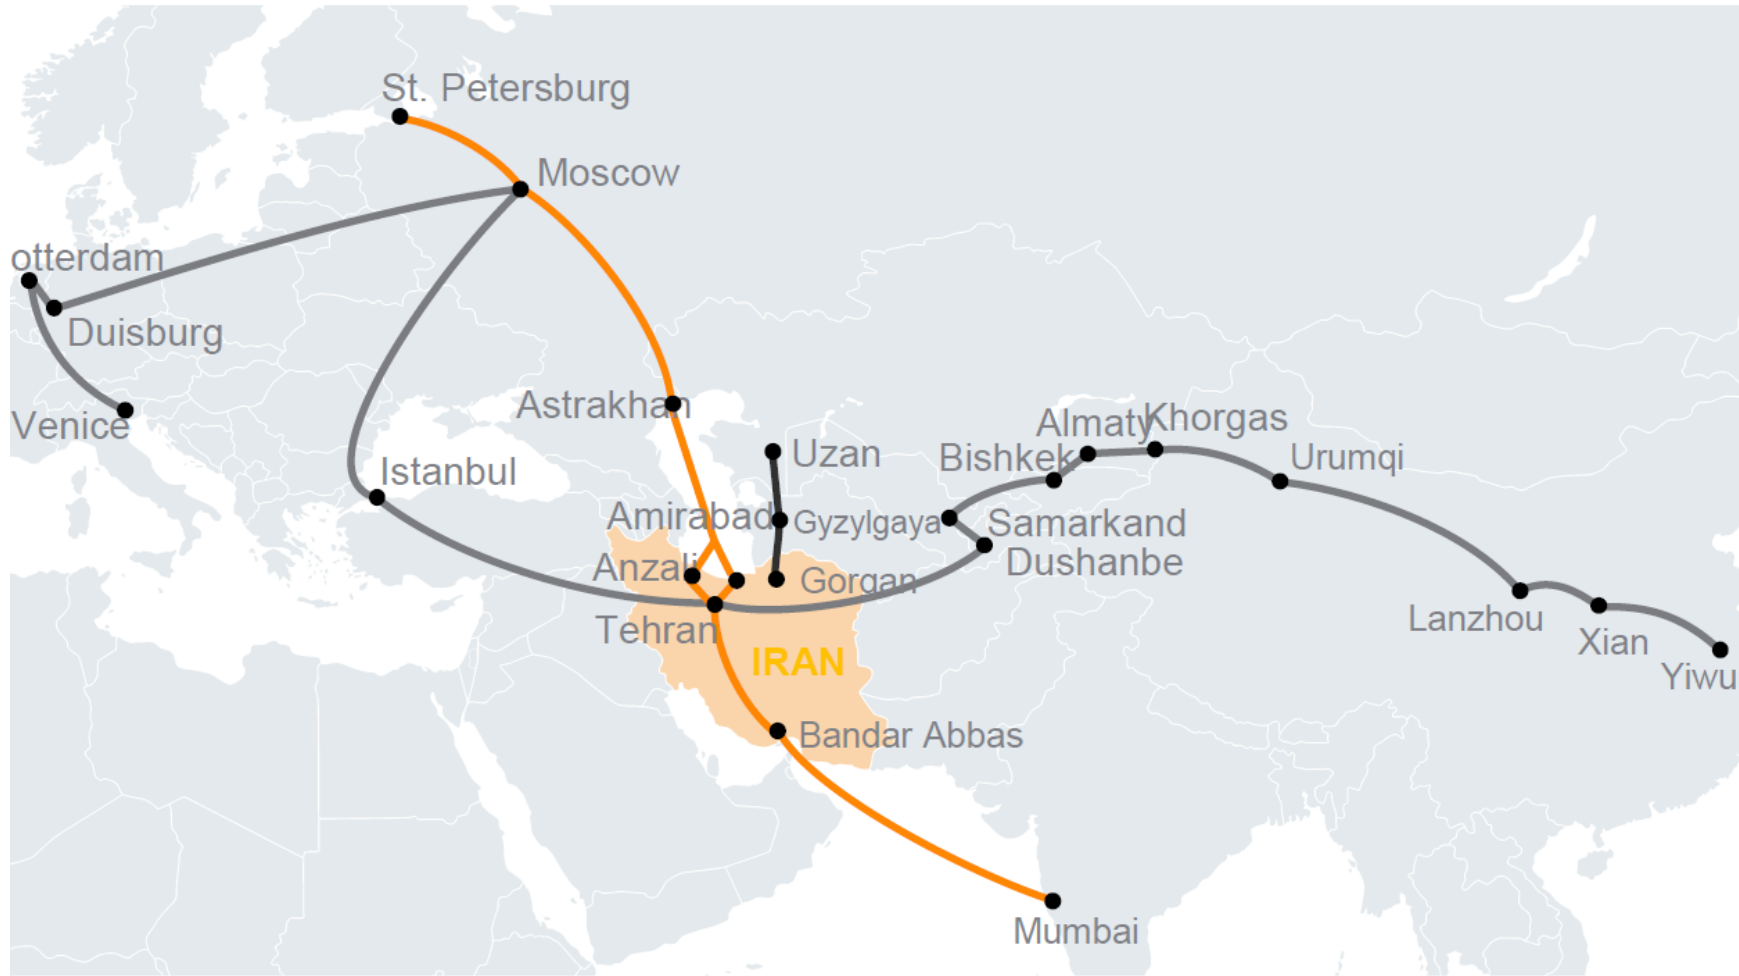 St. Petersburg
Moscow
otterdam
Duisburg
Venice
Astrakhan
Istanbul
Uzan
Almaty
Khorgas
Bishkek
Urumqi
Amirabad
Gyzylgaya
Samarkand
Anzali
Gorgan
Dushanbe
Tehran
IRAN
Lanzhou
Xian
Yiwu
Bandar Abbas
Mumbai